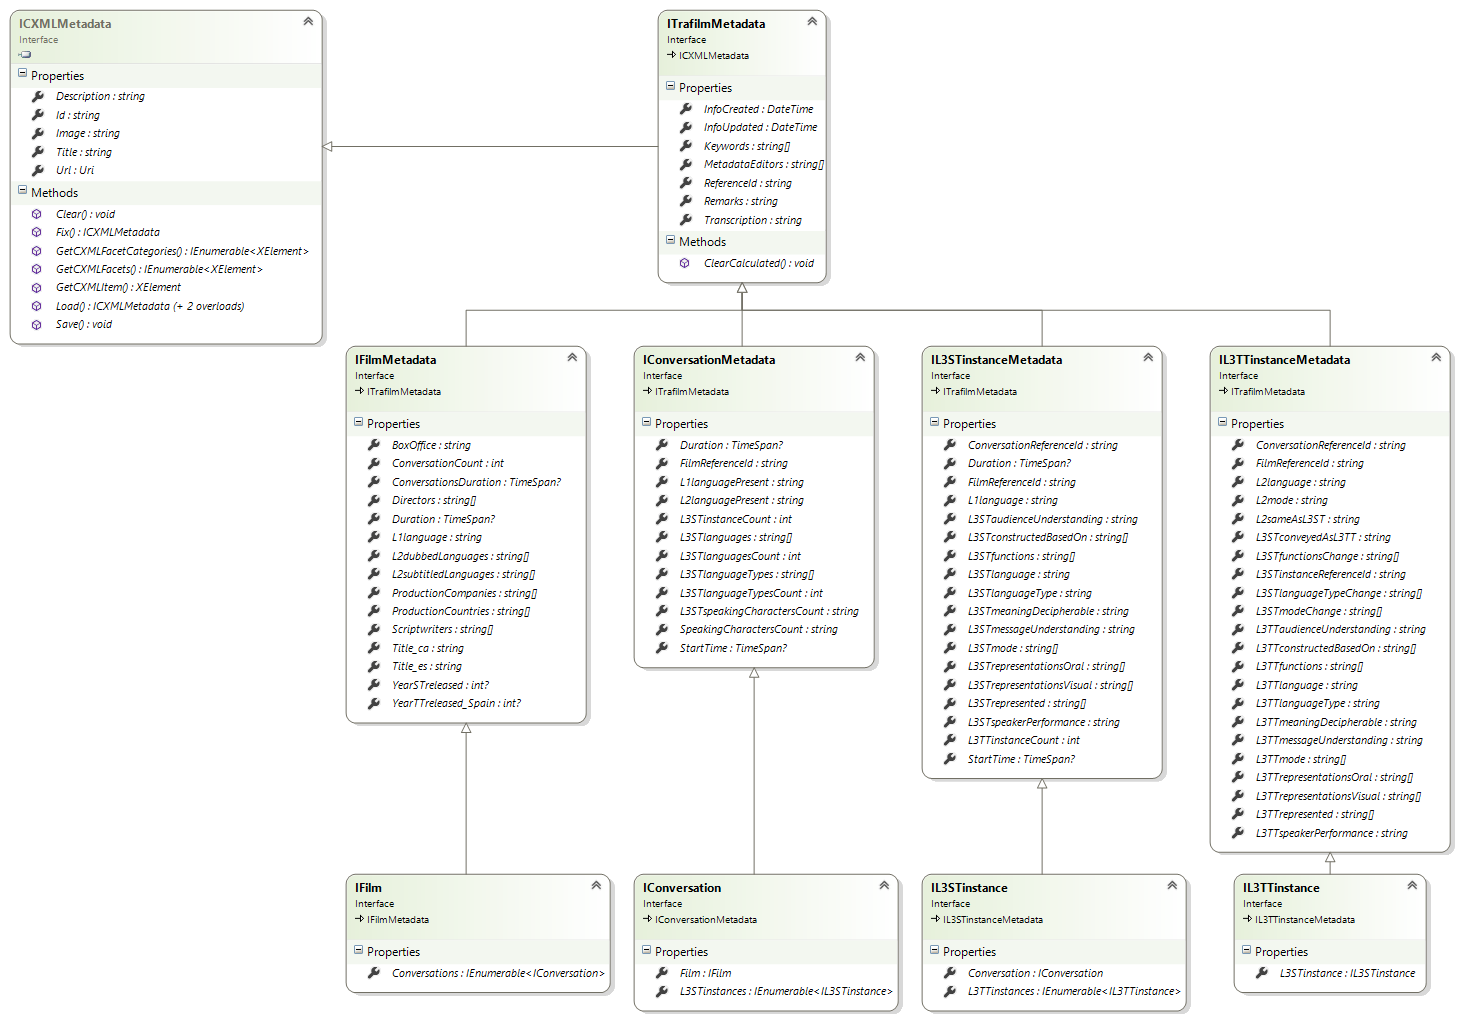 ICXMLMetadata
Interface
Properties
Description : string
Id : string
Image : string
Title : string
Url : Uri
Methods
Clear() : void
Fix() : ICXMLMetadata
GetCXMLFacetCategories() : IEnumerable<XElement>
GetCXMLFacets() : IEnumerable<XElement>
GetCXMLItem() : XElement
Load() : ICXMLMetadata (+ 2 overloads)
Save() : void
ITrafilmMetadata
Interface
ICXMLMetadata
Properties
InfoCreated : DateTime
InfoUpdated : DateTime
Keywords : string[]
MetadataEditors : string[]
ReferenceId : string
Remarks : string
Transcription : string
Methods
ClearCalculated() : void
IFilmMetadata
Interface
ITrafilmMetadata
Properties
BoxOffice : string
ConversationCount : int
ConversationsDuration : TimeSpan?
Directors : string[]
Duration : TimeSpan?
L1language : string
L2dubbedLanguages : string[]
L2subtitledLanguages : string[]
ProductionCompanies : string[]
ProductionCountries : string[]
Scriptwriters : string[]
Title_ca : string
Title_es : string
YearSTreleased : int?
YearTTreleased_Spain : int?
IConversationMetadata
Interface
ITrafilmMetadata
Properties
Duration : TimeSpan?
FilmReferenceId : string
L1languagePresent : string
L2languagePresent : string
L3STinstanceCount : int
L3STlanguages : string[]
L3STlanguagesCount : int
L3STlanguageTypes : string[]
L3STlanguageTypesCount : int
L3STspeakingCharactersCount : string
SpeakingCharactersCount : string
StartTime : TimeSpan?
IL3STinstanceMetadata
Interface
ITrafilmMetadata
Properties
ConversationReferenceId : string
Duration : TimeSpan?
FilmReferenceId : string
L1language : string
L3STaudienceUnderstanding : string
L3STconstructedBasedOn : string[]
L3STfunctions : string[]
L3STlanguage : string
L3STlanguageType : string
L3STmeaningDecipherable : string
L3STmessageUnderstanding : string
L3STmode : string[]
L3STrepresentationsOral : string[]
L3STrepresentationsVisual : string[]
L3STrepresented : string[]
L3STspeakerPerformance : string
L3TTinstanceCount : int
StartTime : TimeSpan?
IL3TTinstanceMetadata
Interface
ITrafilmMetadata
Properties
ConversationReferenceId : string
FilmReferenceId : string
L2language : string
L2mode : string
L2sameAsL3ST : string
L3STconveyedAsL3TT : string
L3STfunctionsChange : string[]
L3STinstanceReferenceId : string
L3STlanguageTypeChange : string[]
L3STmodeChange : string[]
L3TTaudienceUnderstanding : string
L3TTconstructedBasedOn : string[]
L3TTfunctions : string[]
L3TTlanguage : string
L3TTlanguageType : string
L3TTmeaningDecipherable : string
L3TTmessageUnderstanding : string
L3TTmode : string[]
L3TTrepresentationsOral : string[]
L3TTrepresentationsVisual : string[]
L3TTrepresented : string[]
L3TTspeakerPerformance : string
IFilm
Interface
IFilmMetadata
Properties
Conversations : IEnumerable<IConversation>
IConversation
Interface
IConversationMetadata
Properties
Film : IFilm
L3STinstances : IEnumerable<IL3STinstance>
IL3STinstance
Interface
IL3STinstanceMetadata
Properties
Conversation : IConversation
L3TTinstances : IEnumerable<IL3TTinstance>
IL3TTinstance
Interface
IL3TTinstanceMetadata
Properties
L3STinstance : IL3STinstance